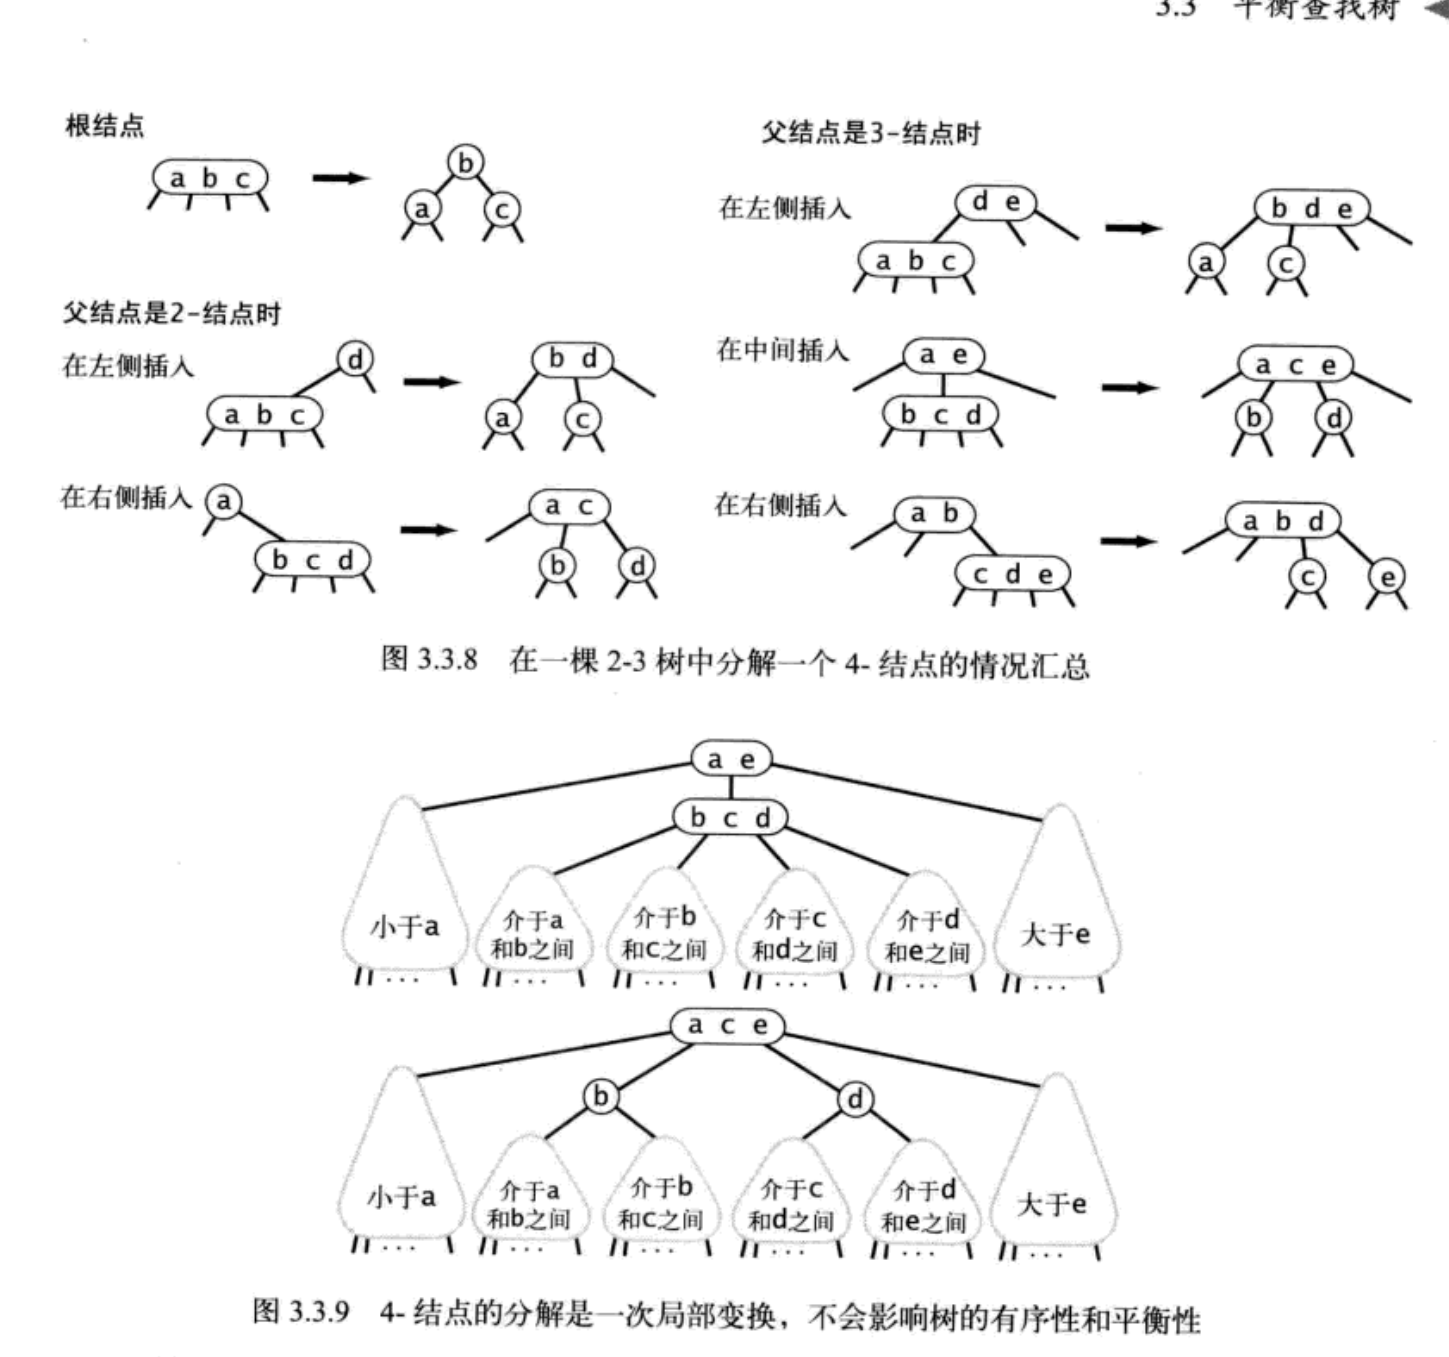 3.3 平衡查找树
根结点
a b c
b
a
c
父结点是2-结点时
在左侧插入
d
a b c
b d
a
c
在右侧插入
a
b c d
a c
b
d
父结点是3-结点时
在左侧插入
d e
a b c
b d e
a
c
在中间插入
a e
b c d
a c e
b
d
在右侧插入
a b
c d e
a b d
c
e
图 3.3.8 在一棵 2-3 树中分解一个 4- 结点的情况汇总
a e
b c d
小于a
介于a
和b之间
介于b
和c之间
介于c
和d之间
介于d
和e之间
大于e
...
...
...
...
...
...
a c e
b
d
小于a
介于a
和b之间
介于b
和c之间
介于c
和d之间
介于d
和e之间
大于e
...
...
...
...
...
...
图 3.3.9 4- 结点的分解是一次局部变换，不会影响树的有序性和平衡性